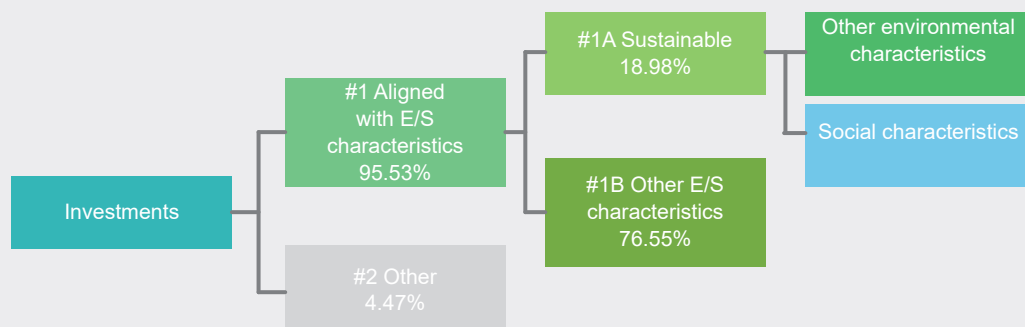 Investments
#1 Aligned
with E/S
characteristics
95.53%
#2 Other
4.47%
#1A Sustainable
18.98%
#1B Other E/S
characteristics
76.55%
Other environmental
characteristics
Social characteristics